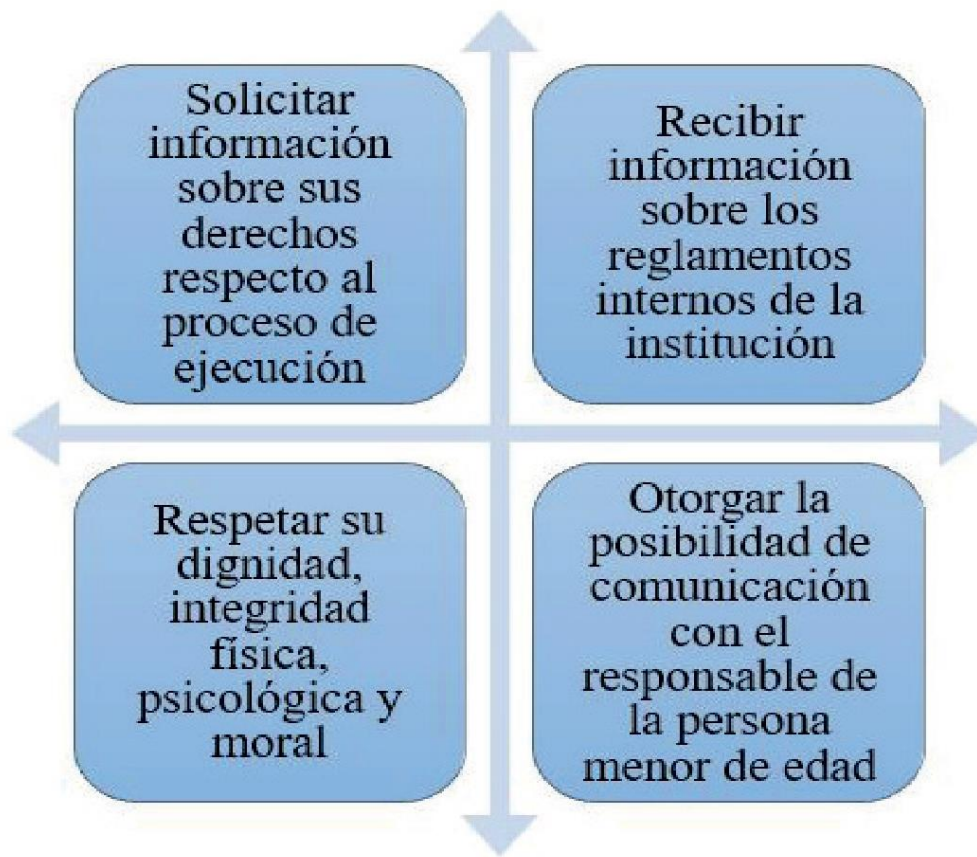 Solicitar
información
sobre sus
derechos
respecto al
proceso de
ejecución
Recibir
información
sobre los
reglamentos
internos de la
institución
Respetar su
dignidad,
integridad
física,
psicológica y
moral
Otorgar la
posibilidad de
comunicación
con el
responsable de
la persona
menor de edad